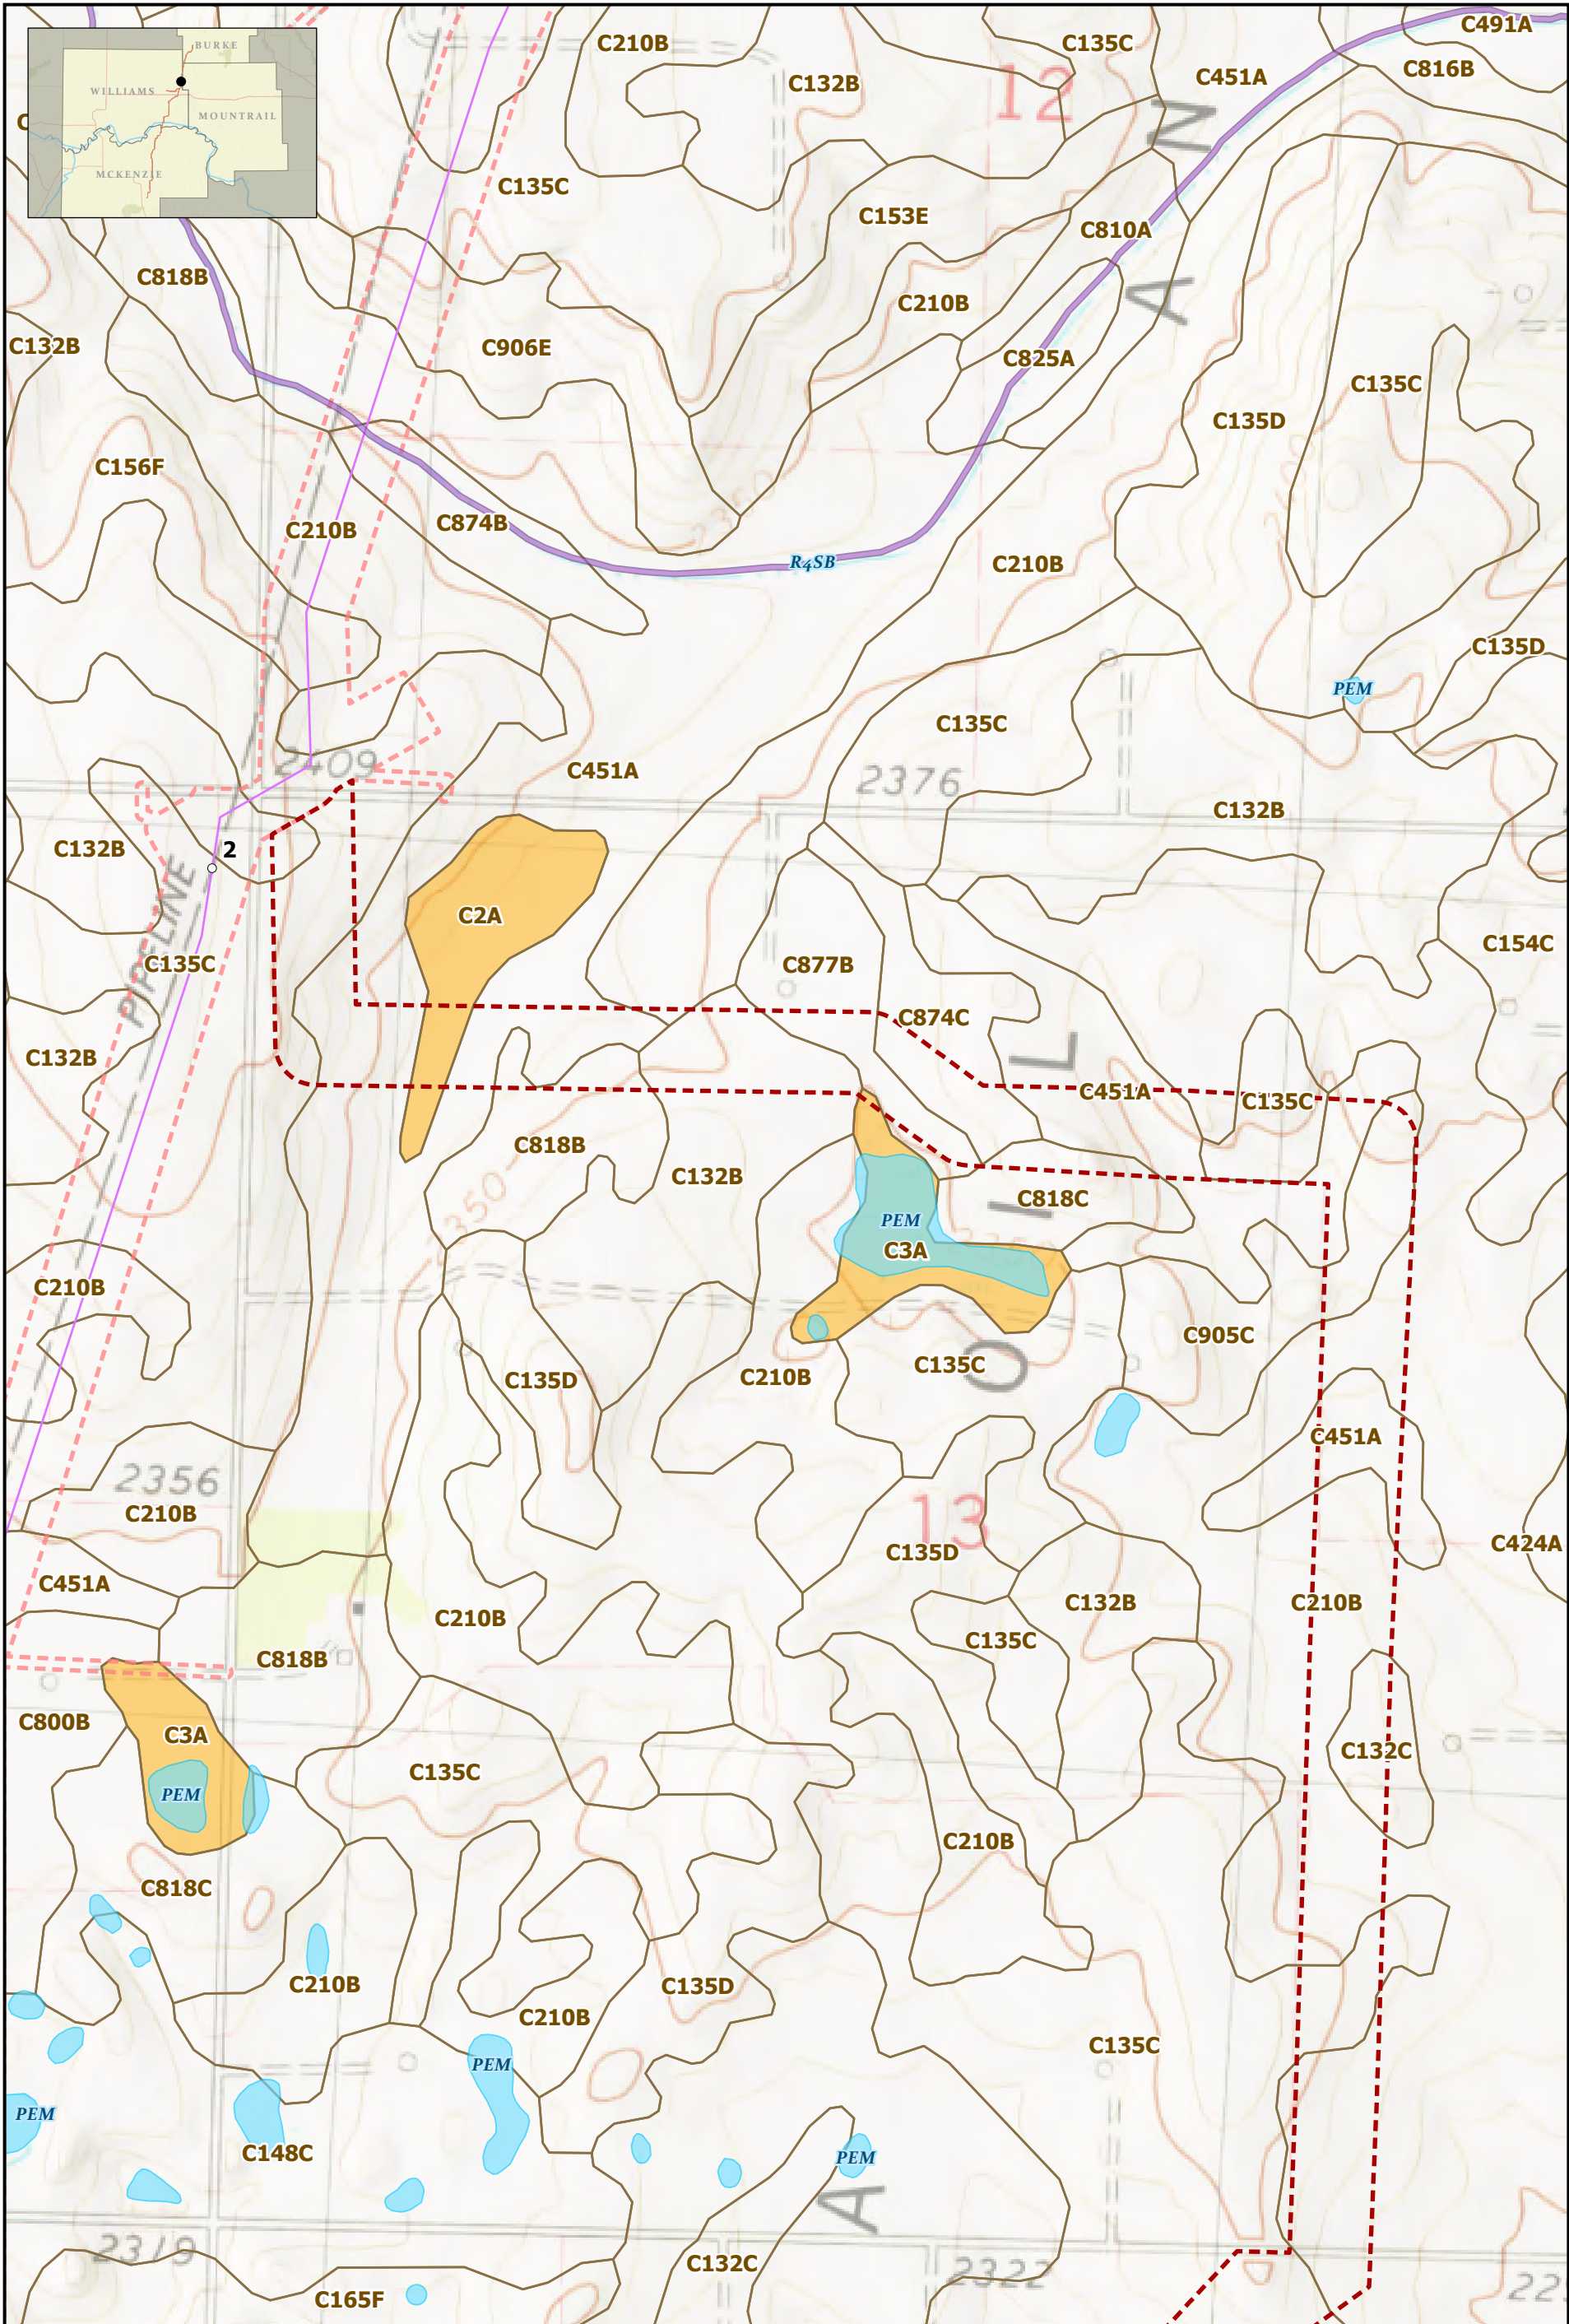 BURKE
WILLIAMS
MOUNTRAIL
MCKENZIE
C491A
C210B
C135C
C816B
C451A
C132B
12
N
C135C
C153E
C810A
A
C818B
C210B
C132B
C906E
C825A
C135C
C135D
C156F
C210B
C874B
R4SB
C210B
C135D
PEM
C135C
2409
C451A
2376
C132B
C132B
2
C2A
C154C
PIPELINE
C135C
C877B
C874C
C132B
L
C451A
C135C
C818B
C132B
C818C
350
I
PEM
C3A
C210B
C905C
C135D
C210B
C135C
O
C451A
2356
C210B
13
C135D
C424A
C451A
C210B
C132B
C210B
C135C
C818B
C800B
C3A
C132C
PEM
C135C
C210B
C818C
C210B
C135D
C210B
C135C
PEM
PEM
C148C
PEM
A
2319
C132C
2322
C165F